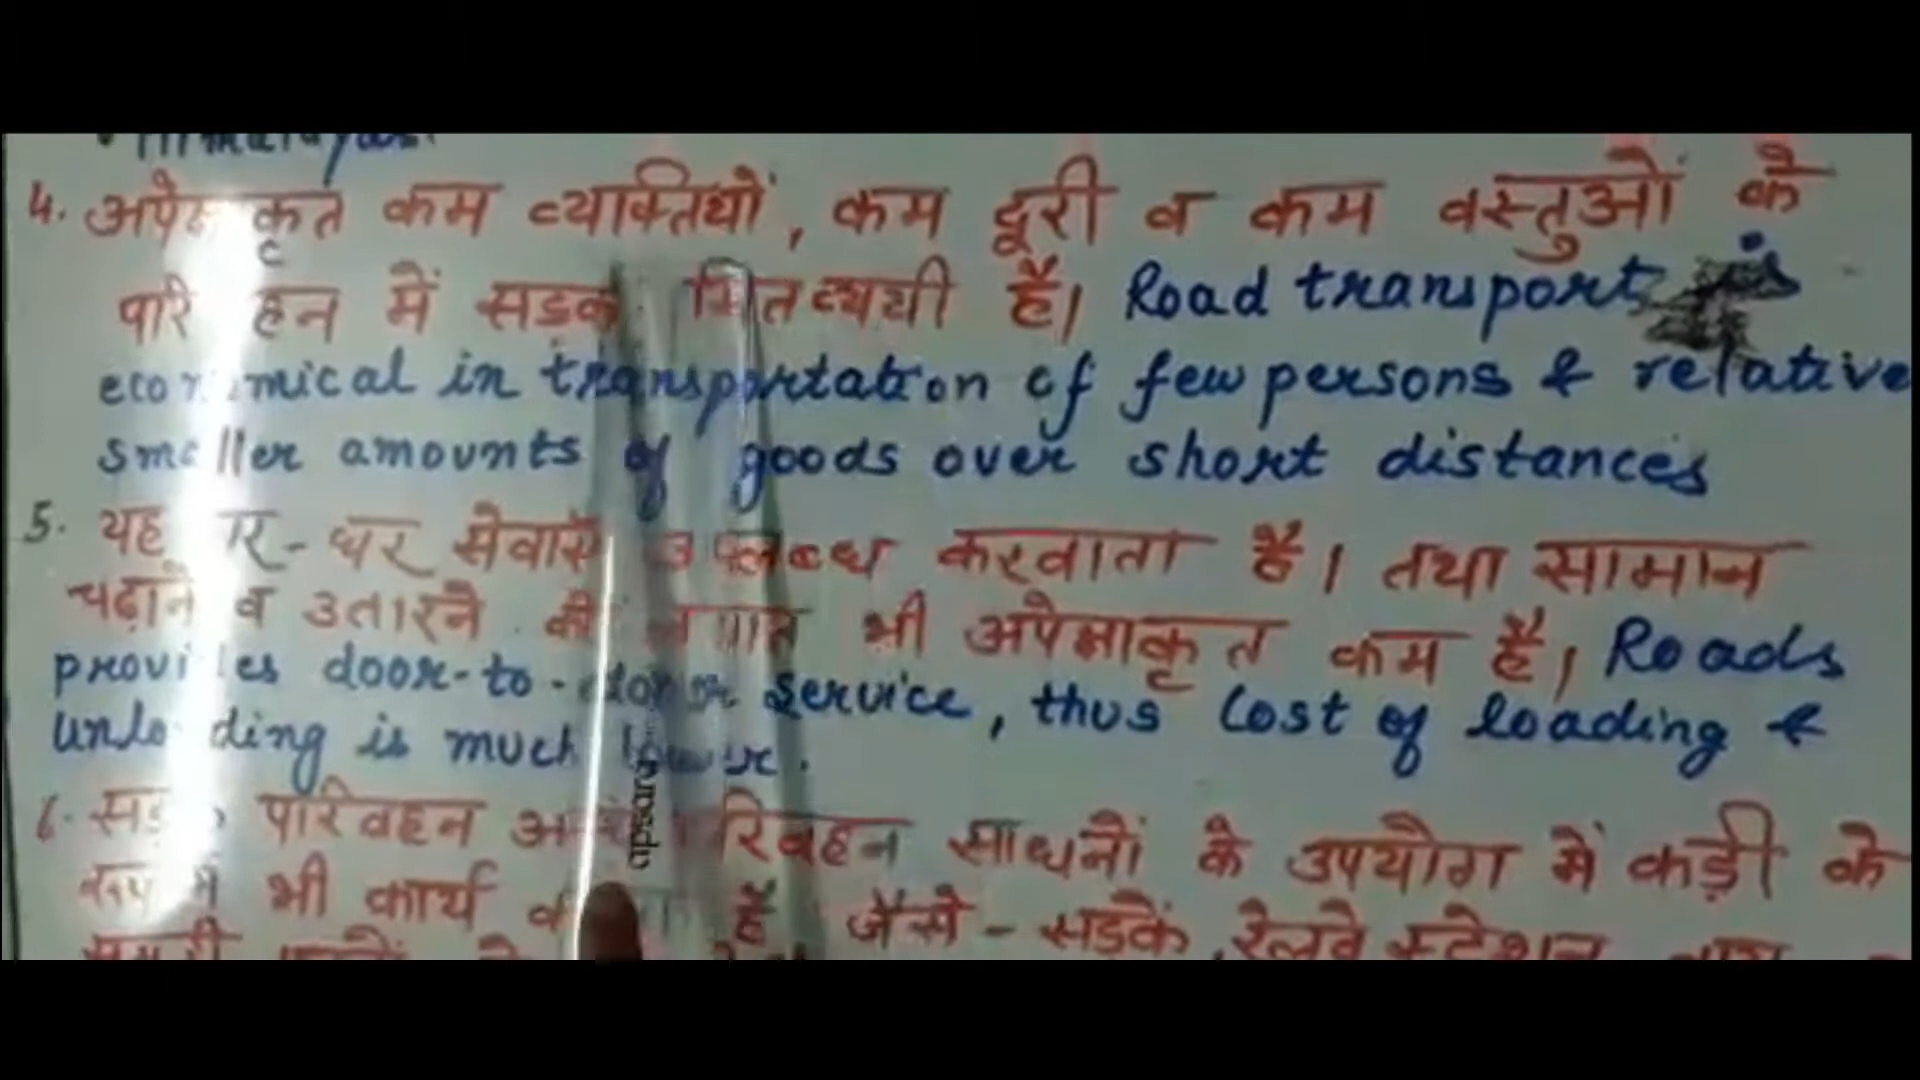 Himalayas.
4. अपेक्षाकृत कम व्यक्तियों, कम दूरी व कम वस्तुओं के
परिवहन में सड़क मितव्ययी है। Road transport is
economical in transportation of few persons & relative
smaller amounts of goods over short distances
5. यह घर-घर सेवाएं उपलब्ध करवाता है। तथा सामान
चढ़ाने व उतारने की लागत भी अपेक्षाकृत कम है। Roads
provides door-to-door service, thus cost of loading &
unloading is much lower.
apsara
6. सड़क परिवहन अन्य परिवहन साधनों के उपयोग में कड़ी के
रूप में भी कार्य करता है जैसे - सड़कें, रेलवे स्टेशन